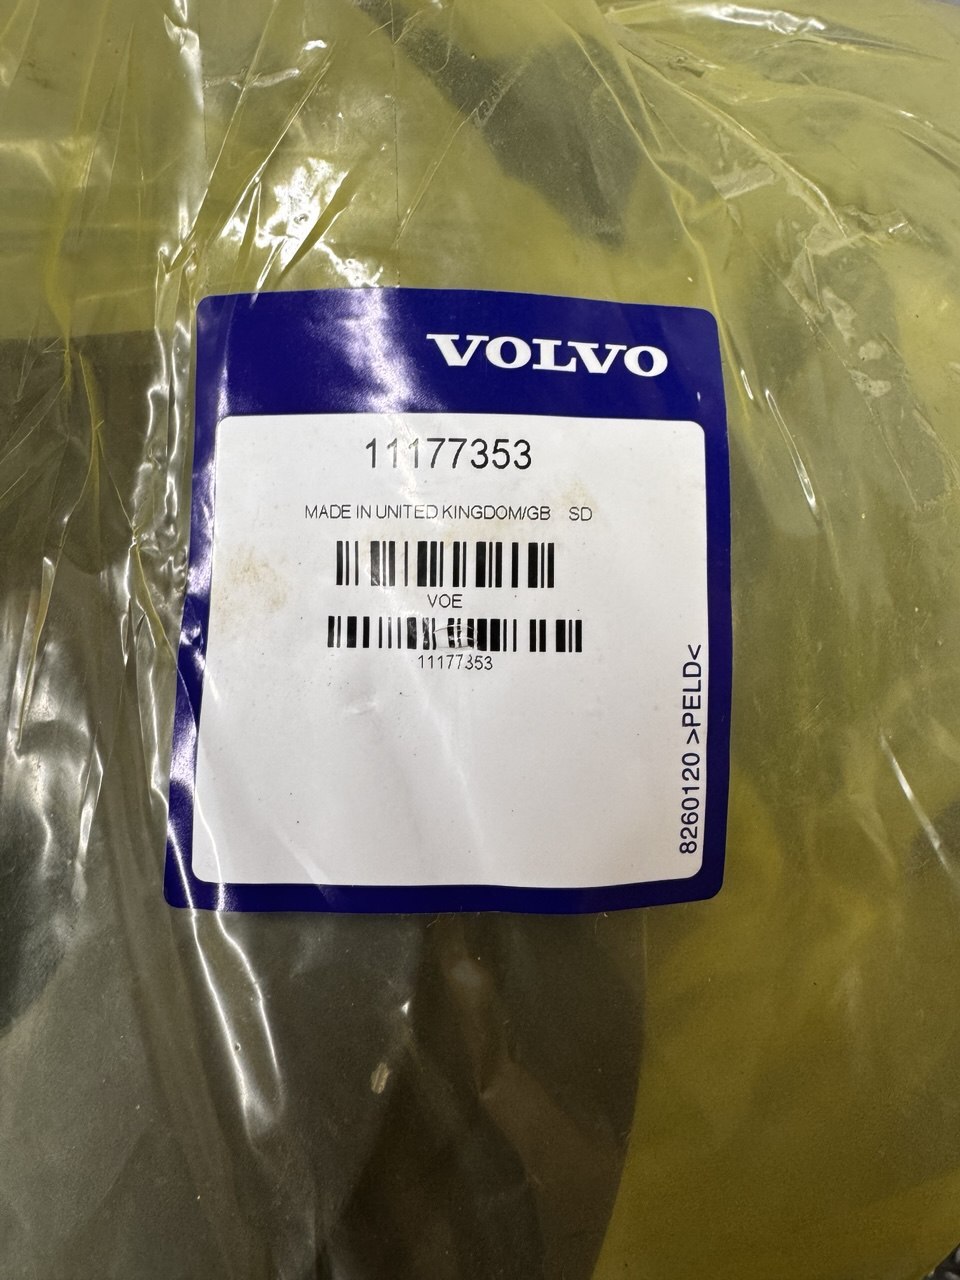 VOLVO
11177353
MADE IN UNITED KINGDOM/GB SD
VOE
11177353
8260120 >PELD<